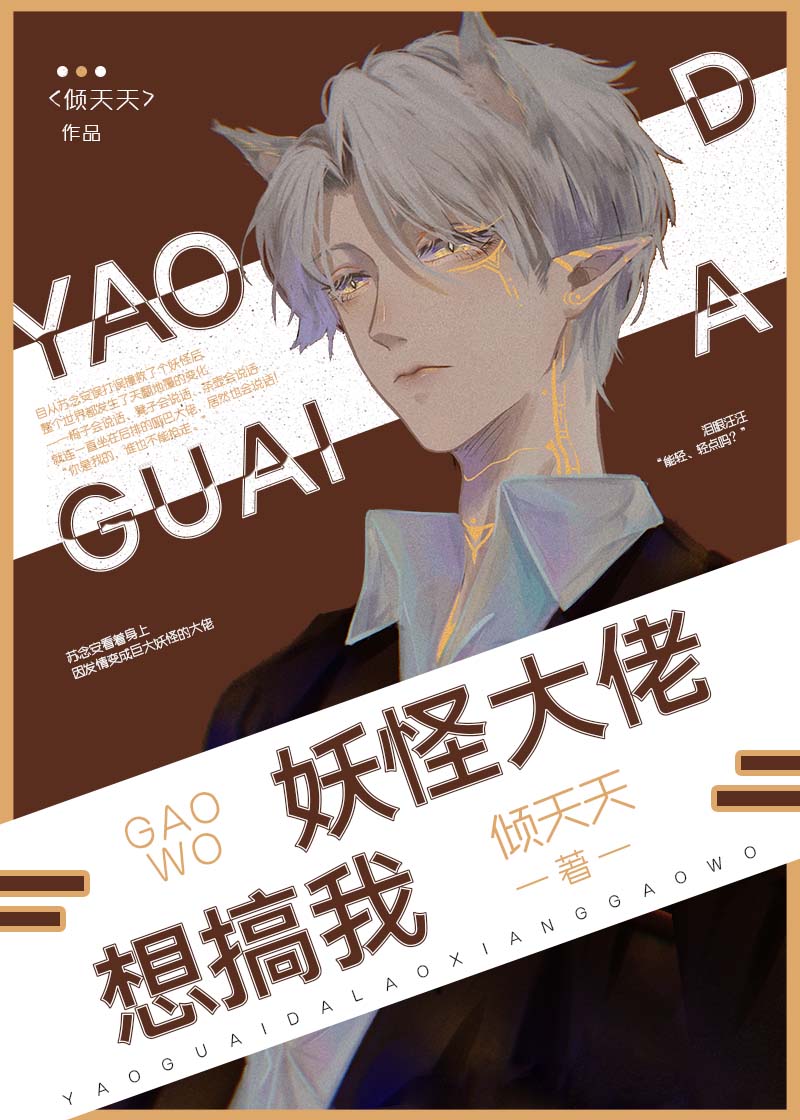 <倾天天>
作品
D
YAO
A
自从苏念安误打误撞救了个妖怪后,
整个世界都发生了天翻地覆的变化,
——椅子会说话、凳子会说话、茶壶会说话
就连一直坐在后排的哑巴大佬,居然也会说话!
“你是我的,谁也不能抢走。”
GUAI
泪眼汪汪
“能轻、轻点吗?”
苏念安看着身上
因发情变成巨大妖怪的大佬
妖怪大佬
GAO
WO
倾天天
—著—
想搞我
YAOGUAIDALAOXIANGGAOWO